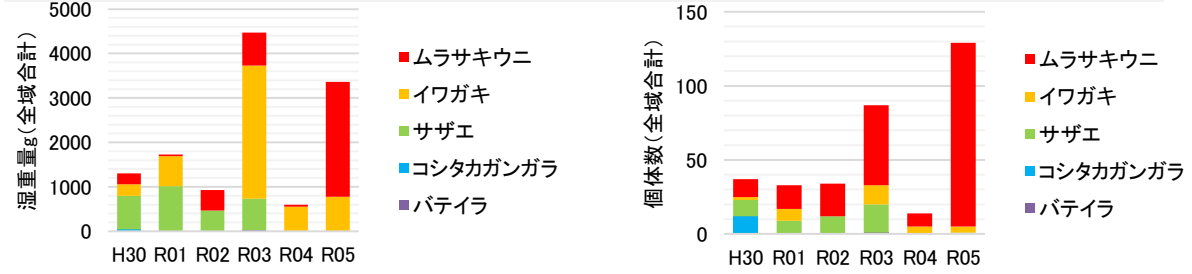 湿重量g(全域合計)
5000
4000
3000
2000
1000
0
H30 R01 R02 R03 R04 R05
ムラサキウニ
イワガキ
サザエ
コシタカガンガラ
バテイラ
個体数(全域合計)
150
100
50
0
H30 R01 R02 R03 R04 R05
ムラサキウニ
イワガキ
サザエ
コシタカガンガラ
バテイラ